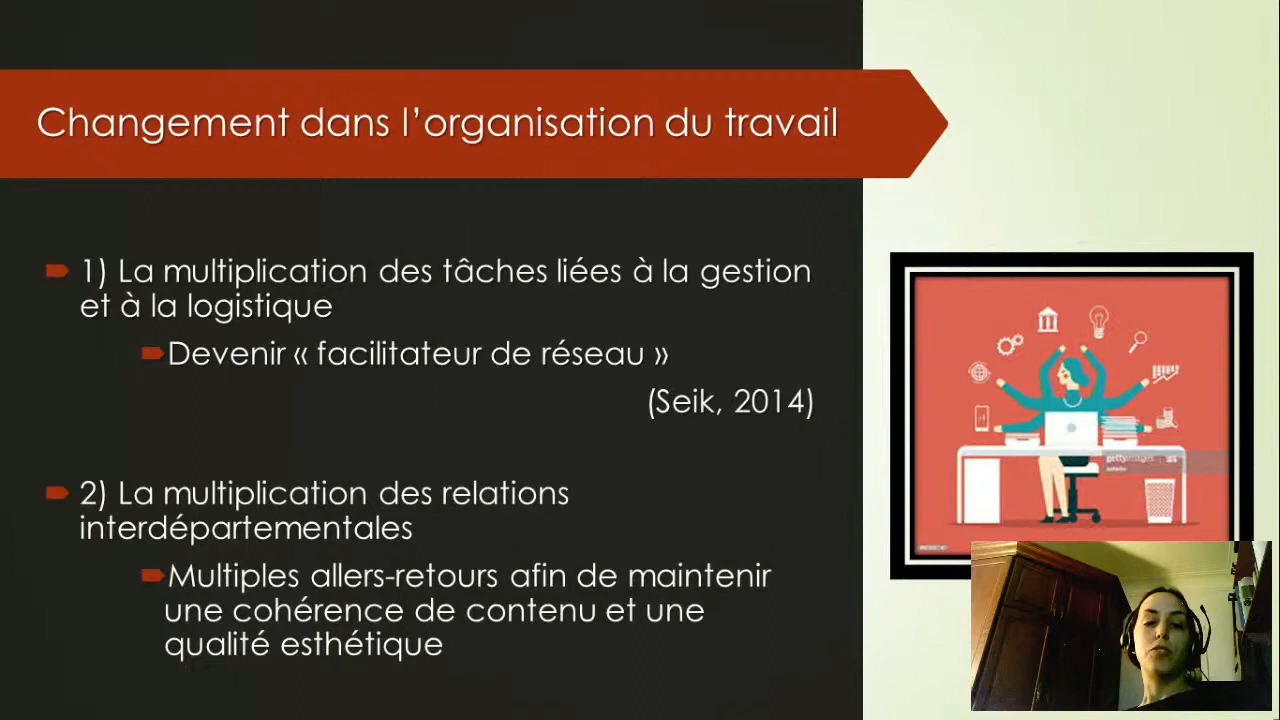 Changement dans l’organisation du travail
1) La multiplication des tâches liées à la gestion
et à la logistique
Devenir « facilitateur de réseau »
(Seik, 2014)
2) La multiplication des relations
interdépartementales
Multiples allers-retours afin de maintenir
une cohérence de contenu et une
qualité esthétique
gettyimages